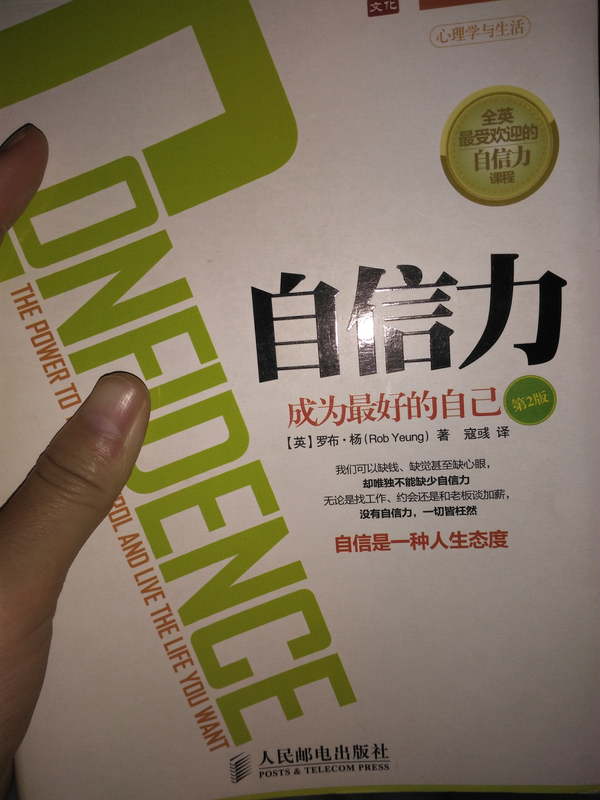 文化
心理学与生活
全英
最受欢迎的
自信力
课程
CONFIDENCE
THE POWER TO
ROL AND LIVE THE LIFE YOU WANT
自信力
成为最好的自己
第2版
【英】罗布·杨(Rob Yeung) 著 寇彧 译
我们可以缺钱、缺觉甚至缺心眼，
却唯独不能缺少自信力
无论是找工作、约会还是和老板谈加薪，
没有自信力，一切皆枉然
自信是一种人生态度
人民邮电出版社
POSTS & TELECOM PRESS